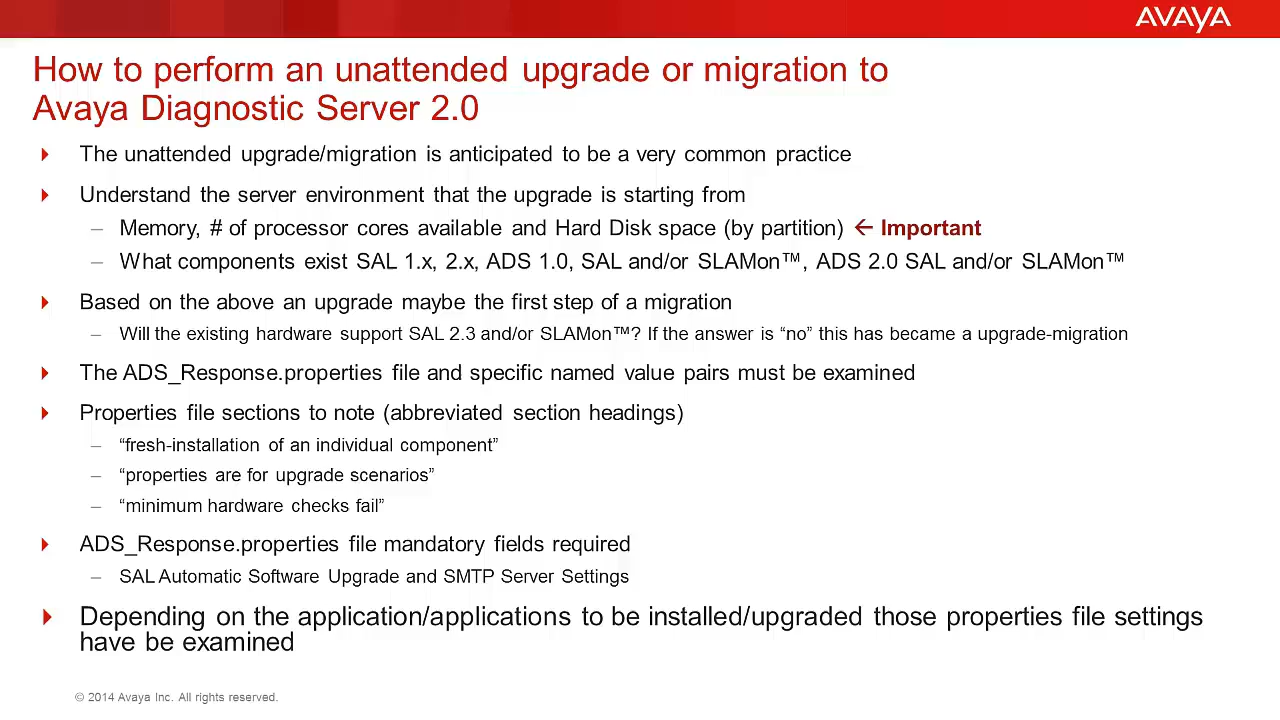 AVAYA
How to perform an unattended upgrade or migration to
Avaya Diagnostic Server 2.0
The unattended upgrade/migration is anticipated to be a very common practice
Understand the server environment that the upgrade is starting from
– Memory, # of processor cores available and Hard Disk space (by partition) ← Important
– What components exist SAL 1.x, 2.x, ADS 1.0, SAL and/or SLAMon™, ADS 2.0 SAL and/or SLAMon™
Based on the above an upgrade maybe the first step of a migration
– Will the existing hardware support SAL 2.3 and/or SLAMon™? If the answer is “no” this has became a upgrade-migration
The ADS_Response.properties file and specific named value pairs must be examined
Properties file sections to note (abbreviated section headings)
– “fresh-installation of an individual component”
– “properties are for upgrade scenarios”
– “minimum hardware checks fail”
ADS_Response.properties file mandatory fields required
– SAL Automatic Software Upgrade and SMTP Server Settings
Depending on the application/applications to be installed/upgraded those properties file settings
have be examined
© 2014 Avaya Inc. All rights reserved.